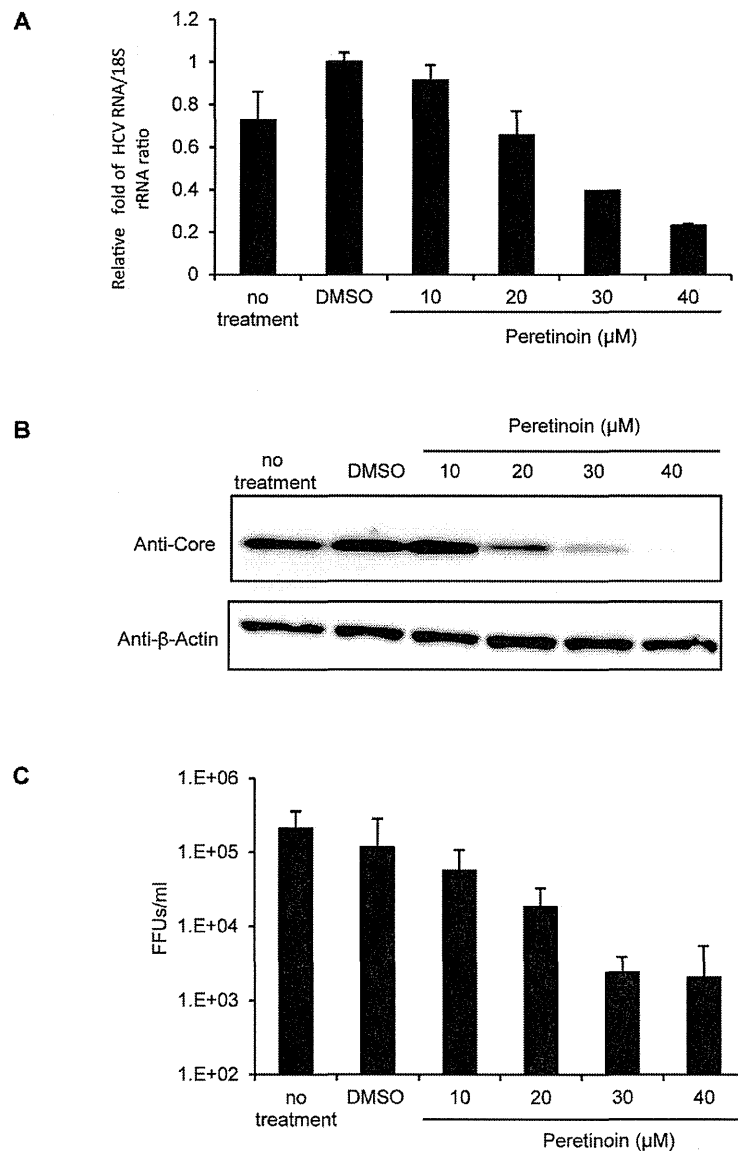 A
Relative fold of HCV RNA/18S
rRNA ratio
1.2
1
0.8
0.6
0.4
0.2
0
no
treatment
DMSO
10
20
30
40
Peretinoin (µM)
B
Peretinoin (µM)
no
treatment
DMSO
10
20
30
40
Anti-Core
Anti-β-Actin
C
FFUs/ml
1.E+06
1.E+05
1.E+04
1.E+03
1.E+02
no
treatment
DMSO
10
20
30
40
Peretinoin (µM)